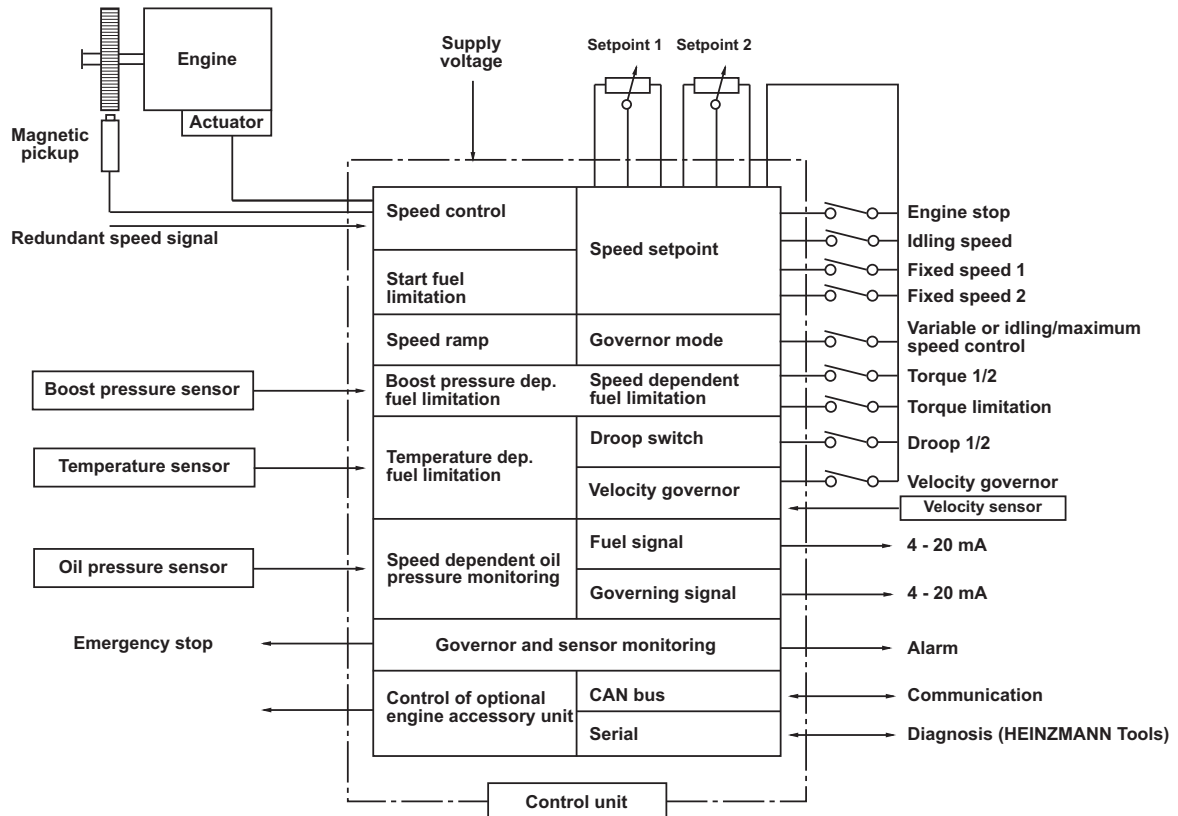 Engine
Actuator
Magnetic
pickup
Redundant speed signal
Supply
voltage
Setpoint 1
Setpoint 2
Speed control
Start fuel
limitation
Speed setpoint
Speed ramp
Governor mode
Boost pressure dep.
fuel limitation
Speed dependent
fuel limitation
Temperature dep.
fuel limitation
Droop switch
Velocity governor
Speed dependent oil
pressure monitoring
Fuel signal
Governing signal
Governor and sensor monitoring
Control of optional
engine accessory unit
CAN bus
Serial
Control unit
Boost pressure sensor
Temperature sensor
Oil pressure sensor
Emergency stop
Engine stop
Idling speed
Fixed speed 1
Fixed speed 2
Variable or idling/maximum
speed control
Torque 1/2
Torque limitation
Droop 1/2
Velocity governor
Velocity sensor
4 - 20 mA
4 - 20 mA
Alarm
Communication
Diagnosis (HEINZMANN Tools)